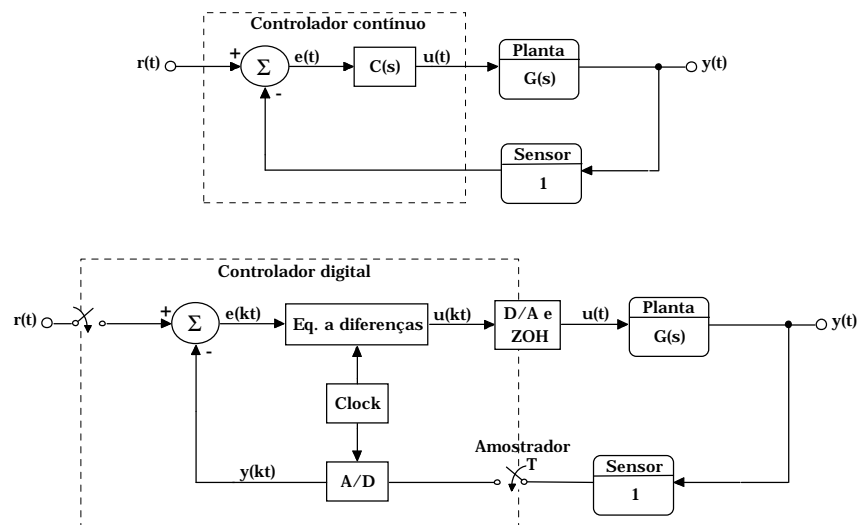 Controlador contínuo
r(t)
+
Σ
-
e(t)
C(s)
u(t)
Planta
G(s)
y(t)
Sensor
1
Controlador digital
r(t)
+
Σ
-
e(kt)
Eq. a diferenças
u(kt)
D/A e
ZOH
u(t)
Planta
G(s)
y(t)
Clock
Amostrador
T
y(kt)
A/D
Sensor
1